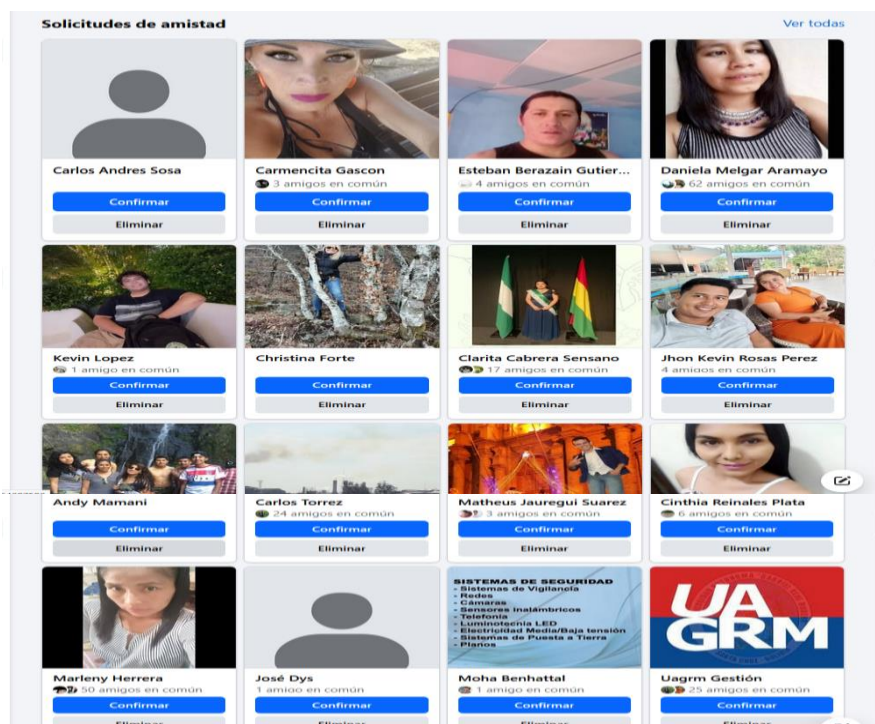 Solicitudes de amistad
Ver todas
Carlos Andres Sosa
Confirmar
Eliminar
Carmencita Gascon
3 amigos en común
Confirmar
Eliminar
Esteban Berazain Gutier...
4 amigos en común
Confirmar
Eliminar
Daniela Melgar Aramayo
62 amigos en común
Confirmar
Eliminar
Kevin Lopez
1 amigo en común
Confirmar
Eliminar
Christina Forte
Confirmar
Eliminar
Clarita Cabrera Sensano
17 amigos en común
Confirmar
Eliminar
Jhon Kevin Rosas Perez
4 amigos en común
Confirmar
Eliminar
Andy Mamani
Confirmar
Eliminar
Carlos Torrez
24 amigos en común
Confirmar
Eliminar
Matheus Jauregui Suarez
3 amigos en común
Confirmar
Eliminar
Cinthia Reinales Plata
6 amigos en común
Confirmar
Eliminar
Marleny Herrera
50 amigos en común
Confirmar
Eliminar
José Dys
1 amigo en común
Confirmar
Eliminar
SISTEMAS DE SEGURIDAD
- Sistemas de Vigilancia
- Redes
- Cámaras
- Sensores Inalámbricos
- Telefonía
- Luminotecnia LED
- Electricidad Media/Baja tensión
- Sistemas de Puesta a Tierra
- Planos
Moha Benhattal
1 amigo en común
Confirmar
Eliminar
UA
GRM
Uagrm Gestión
25 amigos en común
Confirmar
Eliminar